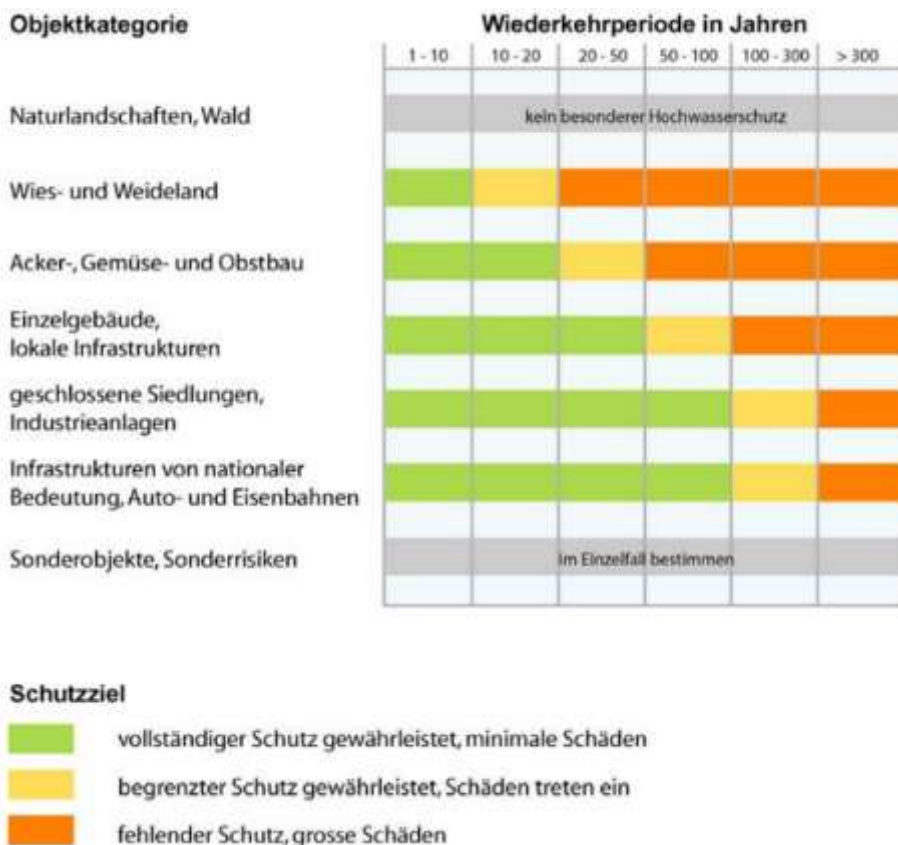 Objektkategorie
Wiederkehrperiode in Jahren
1 - 10
10 - 20
20 - 50
50 - 100
100 - 300
> 300
Naturlandschaften, Wald
kein besonderer Hochwasserschutz
Wies- und Weideland
Acker-, Gemüse- und Obstbau
Einzelgebäude,
lokale Infrastrukturen
geschlossene Siedlungen,
Industrieanlagen
Infrastrukturen von nationaler
Bedeutung, Auto- und Eisenbahnen
Sonderobjekte, Sonderrisiken
im Einzelfall bestimmen
Schutzziel
vollständiger Schutz gewährleistet, minimale Schäden
begrenzter Schutz gewährleistet, Schäden treten ein
fehlender Schutz, grosse Schäden